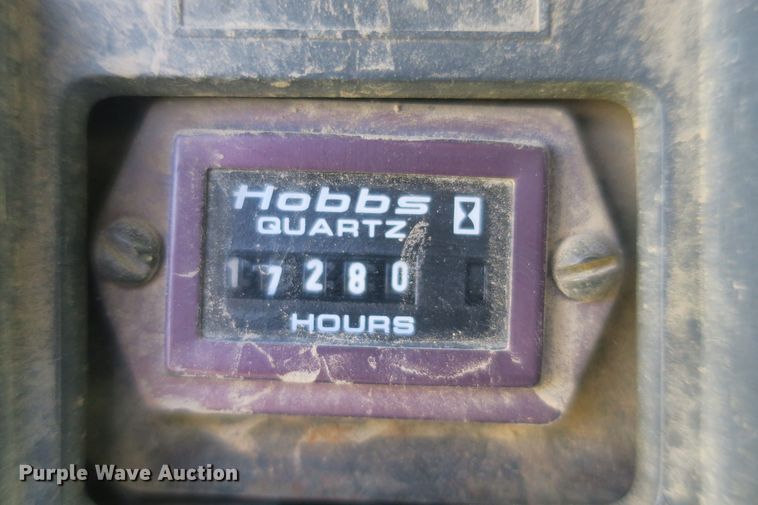 Hobbs
QUARTZ
17280
HOURS
Purple Wave Auction